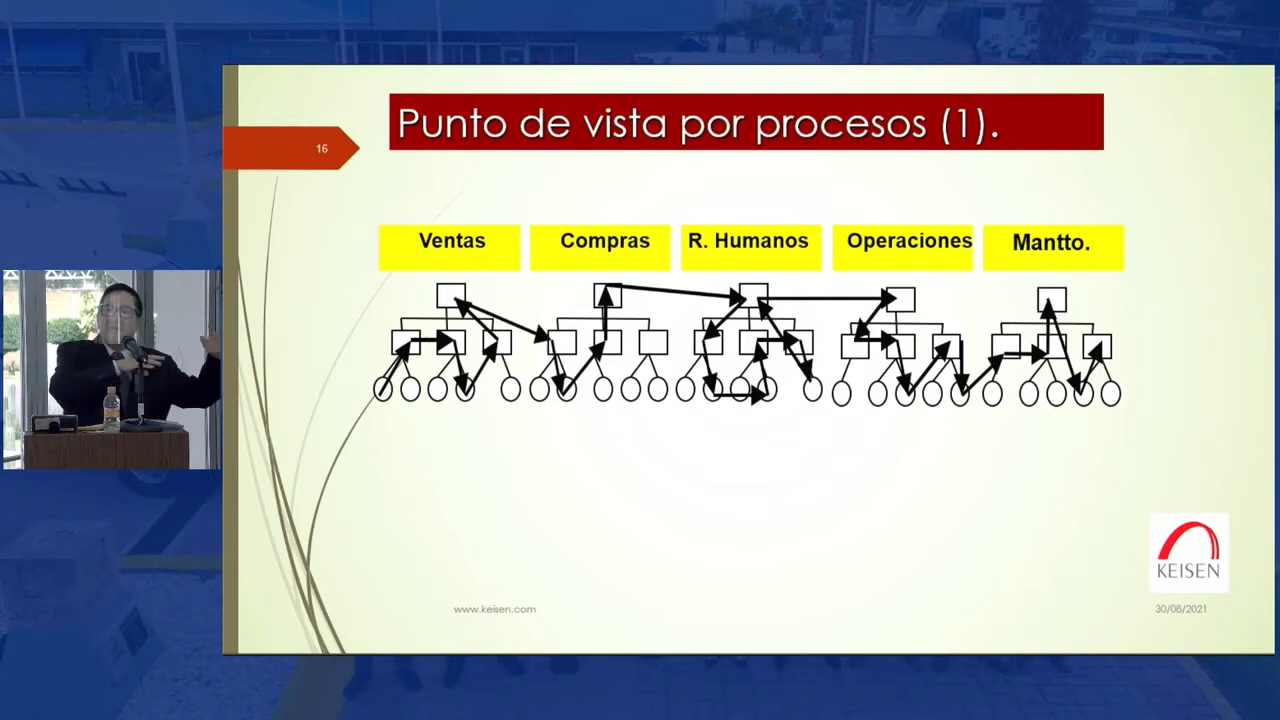 Punto de vista por procesos (1).
16
Ventas
Compras
R. Humanos
Operaciones
Mantto.
KEISEN
www.keisen.com
30/08/2021